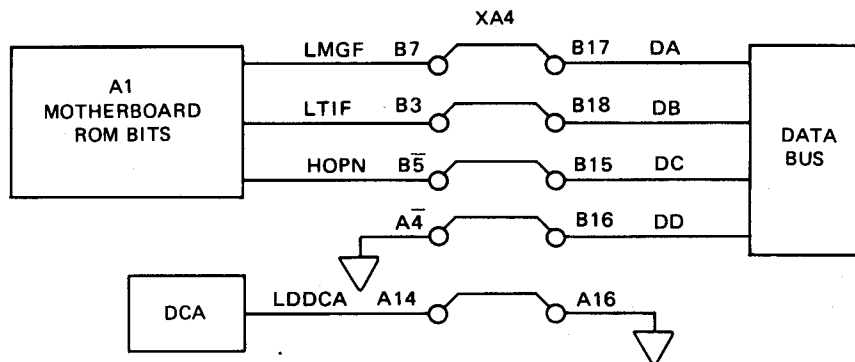 XA4
LMGF B7 B17 DA
A1
MOTHERBOARD
ROM BITS
LTIF B3 B18 DB
HOPN B5̅ B15 DC
A4̅ B16 DD
DATA
BUS
DCA
LDDCA A14 A16